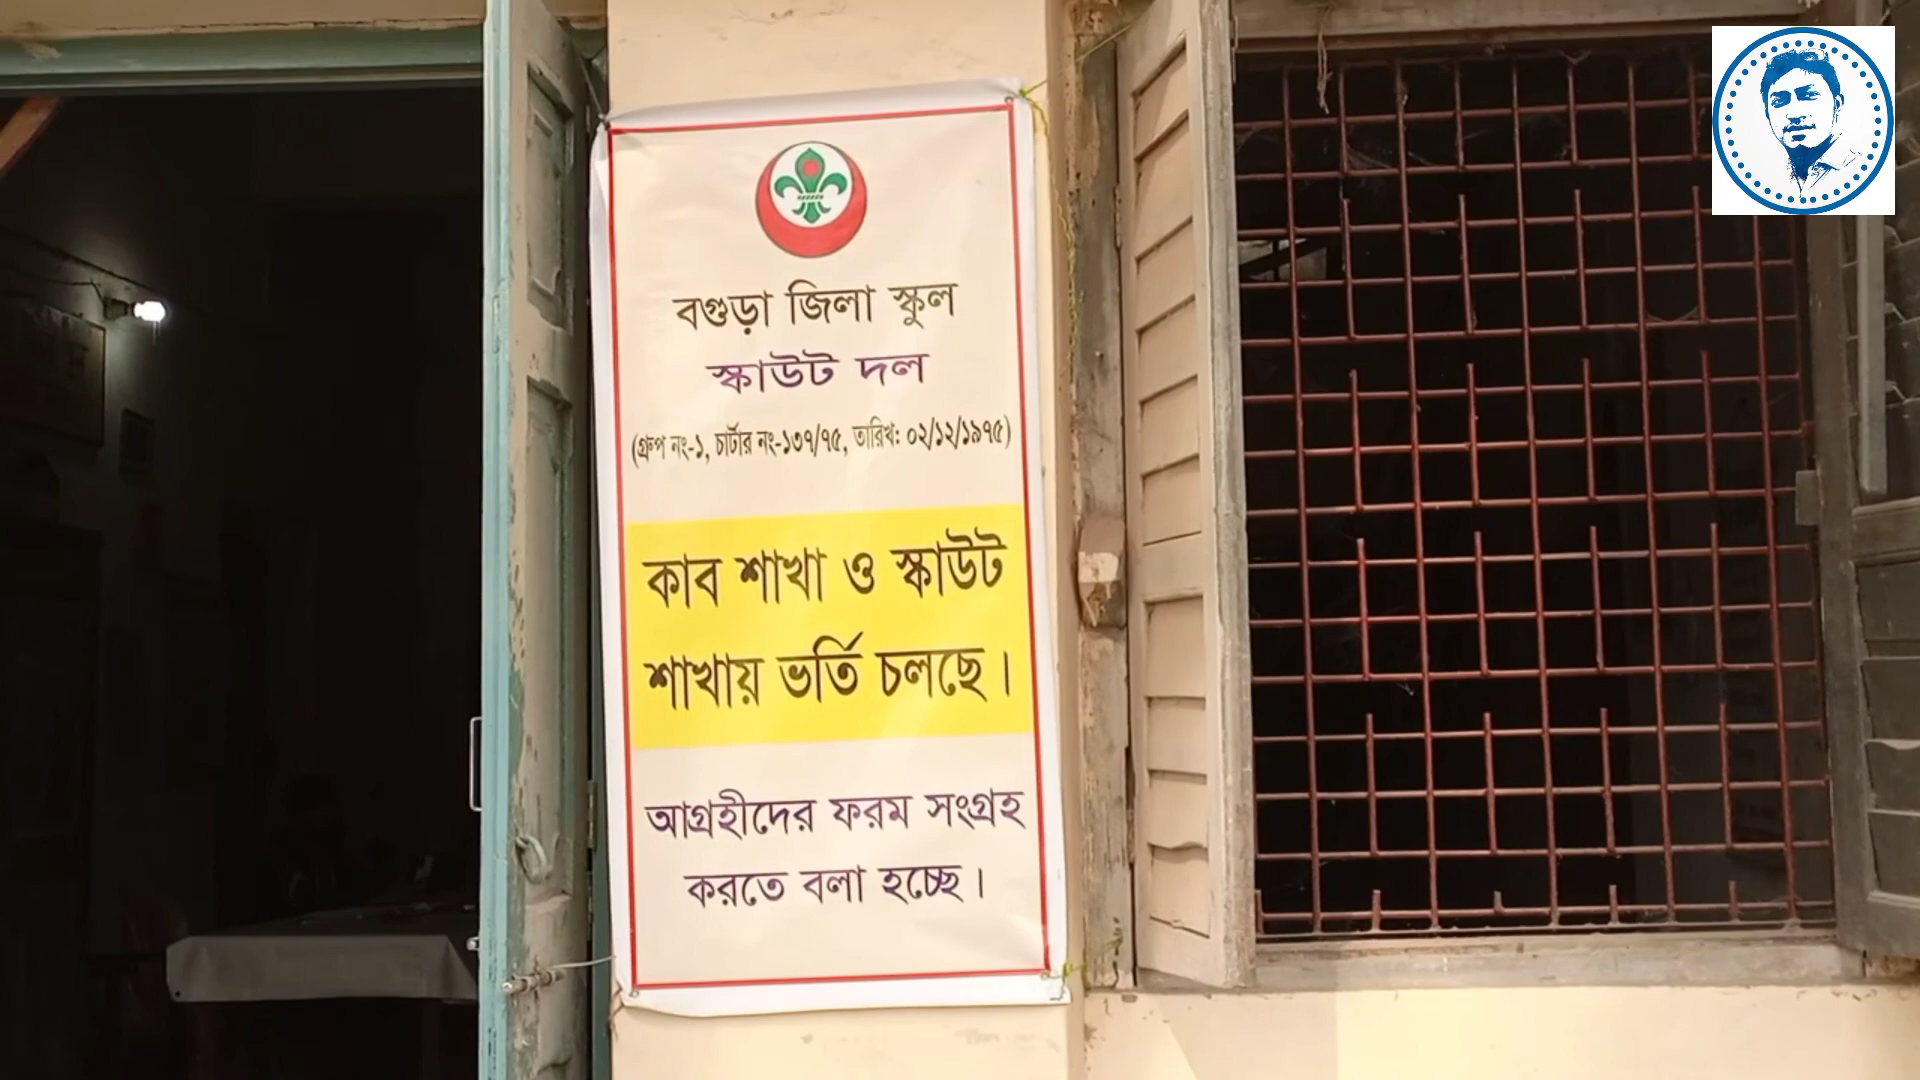 বগুড়া জিলা স্কুল
স্কাউট দল
(গ্রুপ নং-১, চার্টার নং-১৩৭/৭৫, তারিখ: ০২/১২/১৯৭৫)
কাব শাখা ও স্কাউট
শাখায় ভর্তি চলছে।
আগ্রহীদের ফরম সংগ্রহ
করতে বলা হচ্ছে।